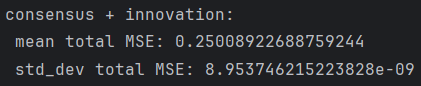 consensus + innovation:
mean total MSE: 0.25008922688759244
std_dev total MSE: 8.953746215223828e-09